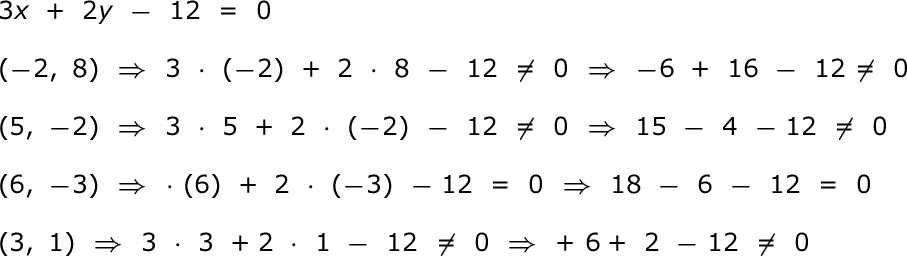 3x + 2y − 12 = 0
(−2, 8) ⇒ 3 · (−2) + 2 · 8 − 12 ≠ 0 ⇒ −6 + 16 − 12 ≠ 0
(5, −2) ⇒ 3 · 5 + 2 · (−2) − 12 ≠ 0 ⇒ 15 − 4 − 12 ≠ 0
(6, −3) ⇒ · (6) + 2 · (−3) − 12 = 0 ⇒ 18 − 6 − 12 = 0
(3, 1) ⇒ 3 · 3 + 2 · 1 − 12 ≠ 0 ⇒ + 6 + 2 − 12 ≠ 0